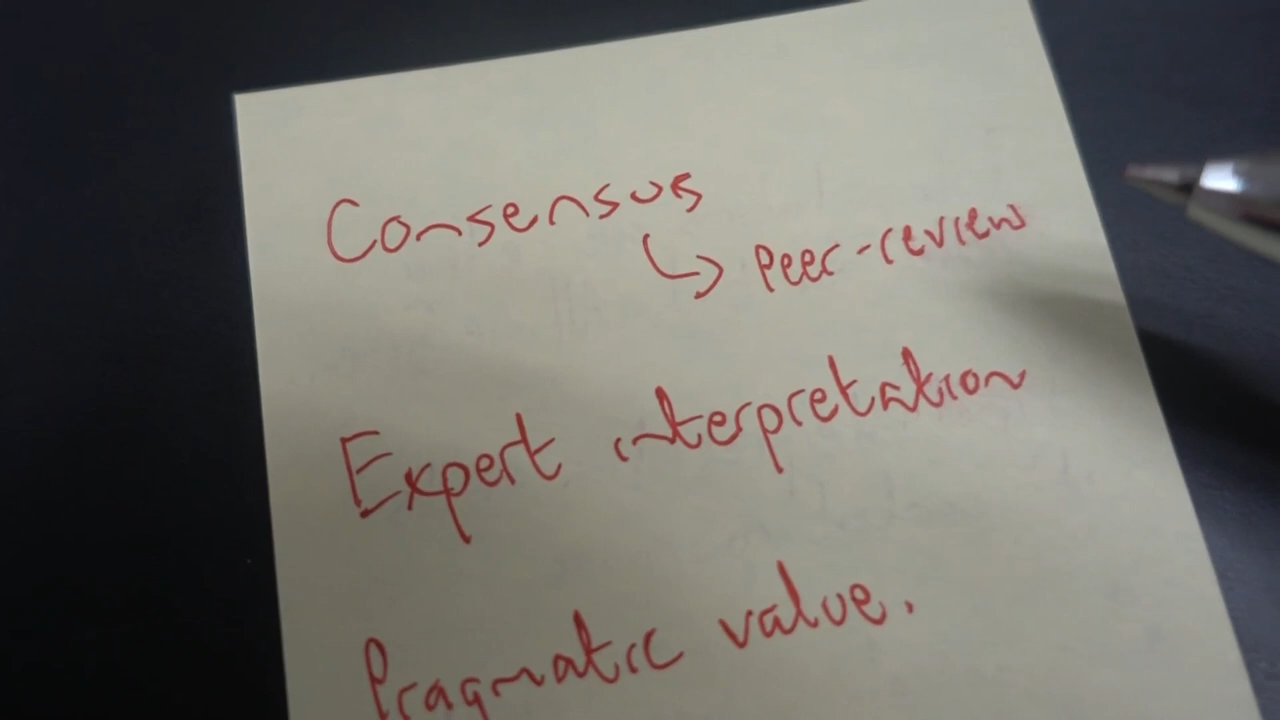 Consensus
↳ peer-review
Expert interpretation
Pragmatic value.